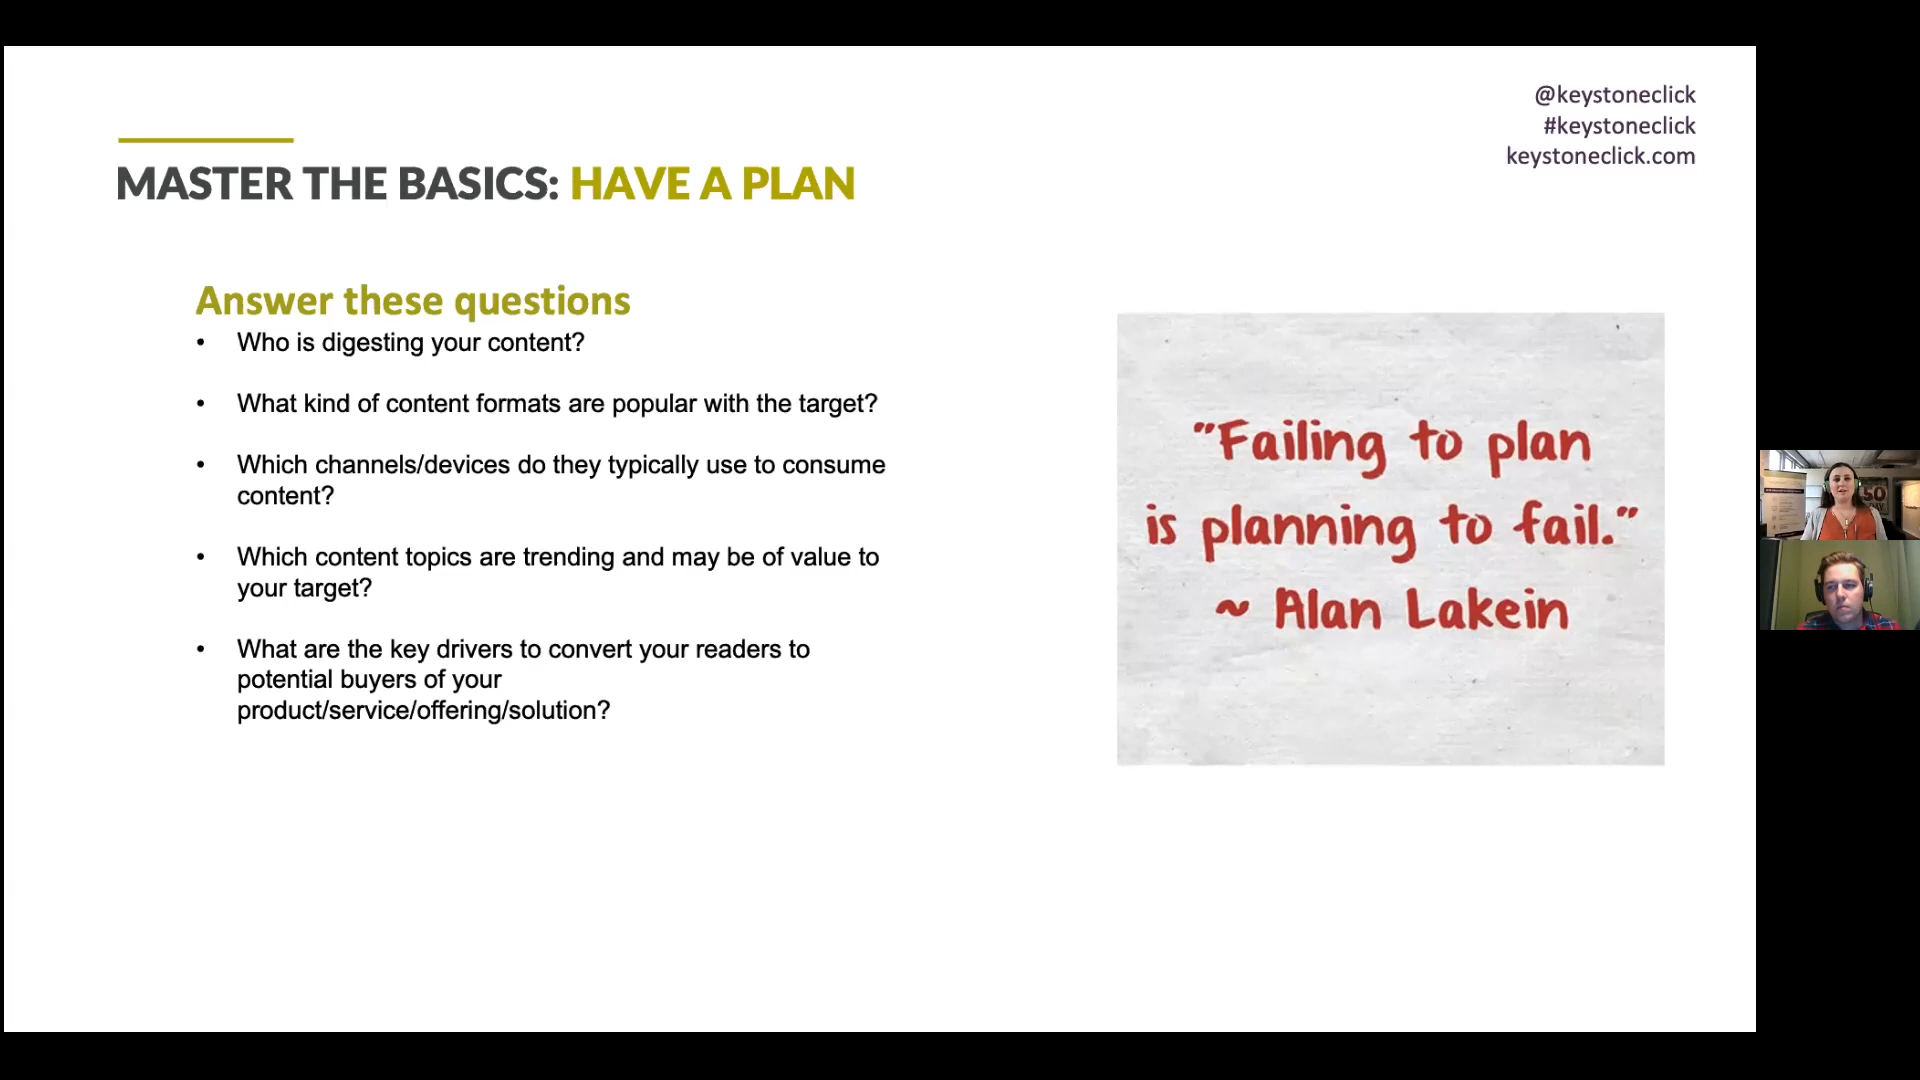 @keystoneclick
#keystoneclick
keystoneclick.com
MASTER THE BASICS: HAVE A PLAN
Answer these questions
• Who is digesting your content?
• What kind of content formats are popular with the target?
• Which channels/devices do they typically use to consume
content?
• Which content topics are trending and may be of value to
your target?
• What are the key drivers to convert your readers to
potential buyers of your
product/service/offering/solution?
"Failing to plan
is planning to fail."
~ Alan Lakein
50